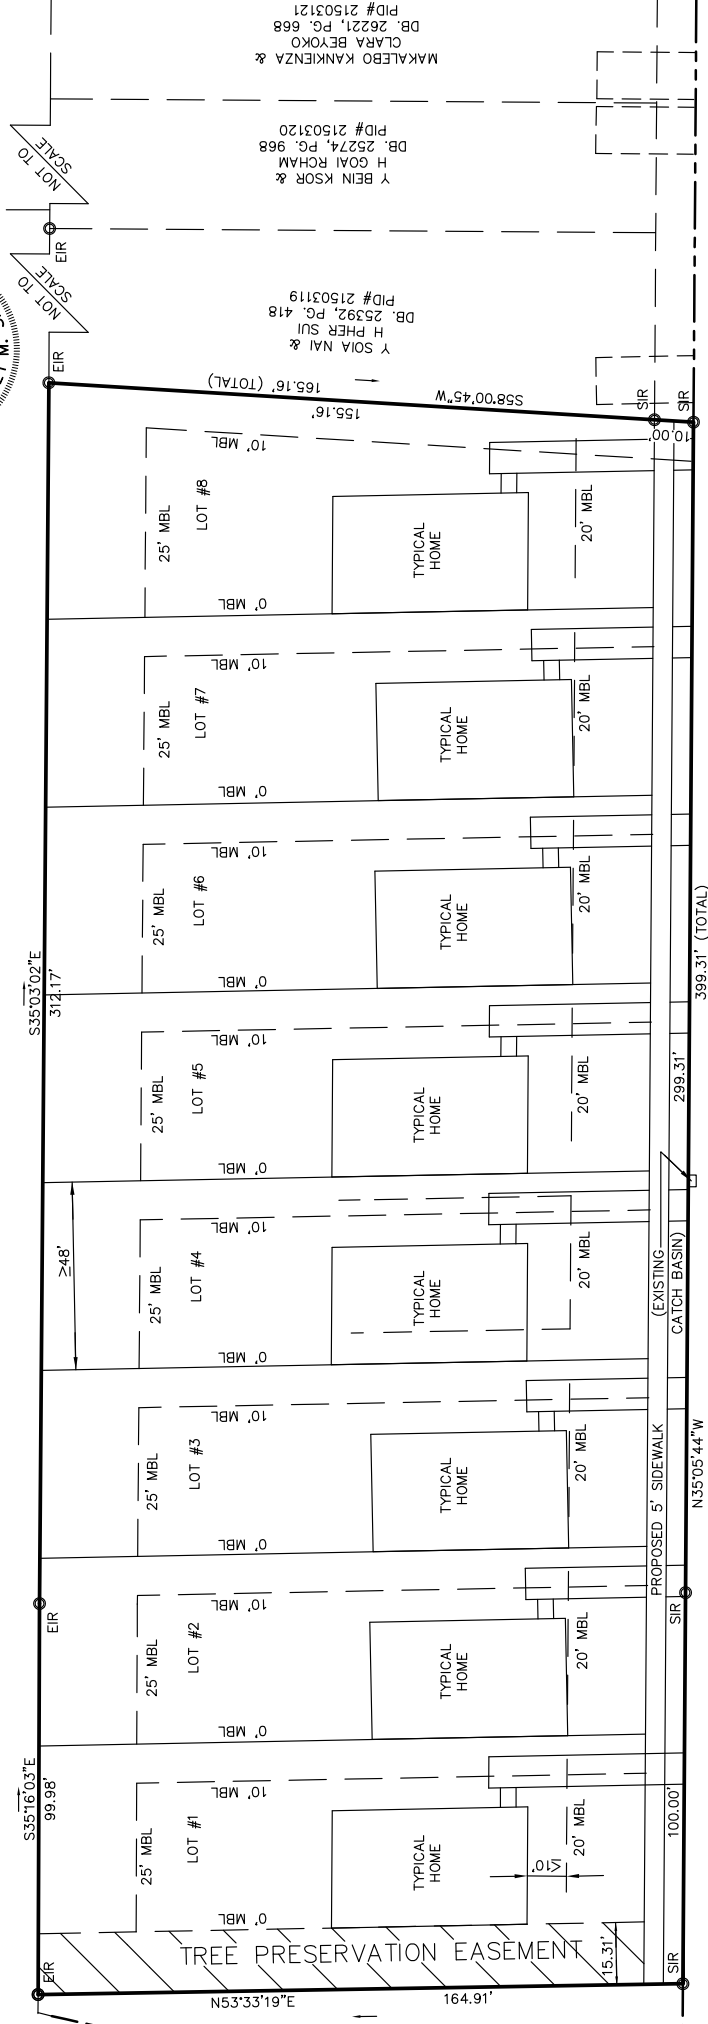 MAKALEBO KANKIENZA &
CLARA BEYOKO
DB. 26221, PG. 668
PID# 21503121
Y BEIN KSOR &
H GOAI RCHAM
DB. 25274, PG. 968
PID# 21503120
NOT TO
SCALE
EIR
NOT TO
SCALE
Y SOIA NAI &
H PHER SUI
DB. 25392, PG. 418
PID# 21503119
M.
EIR
165.16' (TOTAL)
155.16'
S58°00'45"W
SIR
SIR
10.00'
10' MBL
25' MBL
LOT #8
TYPICAL
HOME
20' MBL
0' MBL
10' MBL
25' MBL
LOT #7
TYPICAL
HOME
20' MBL
0' MBL
10' MBL
25' MBL
LOT #6
TYPICAL
HOME
20' MBL
0' MBL
S35°03'02"E
312.17'
399.31' (TOTAL)
10' MBL
25' MBL
LOT #5
TYPICAL
HOME
20' MBL
0' MBL
299.31'
≥48'
10' MBL
25' MBL
LOT #4
TYPICAL
HOME
20' MBL
0' MBL
(EXISTING
CATCH BASIN)
10' MBL
25' MBL
LOT #3
TYPICAL
HOME
20' MBL
0' MBL
PROPOSED 5' SIDEWALK
N35°05'44"W
EIR
10' MBL
25' MBL
LOT #2
TYPICAL
HOME
20' MBL
0' MBL
SIR
S35°16'03"E
99.98'
10' MBL
25' MBL
LOT #1
TYPICAL
HOME
≤10'
20' MBL
0' MBL
100.00'
TREE PRESERVATION EASEMENT
15.31'
EIR
SIR
N53°33'19"E
164.91'